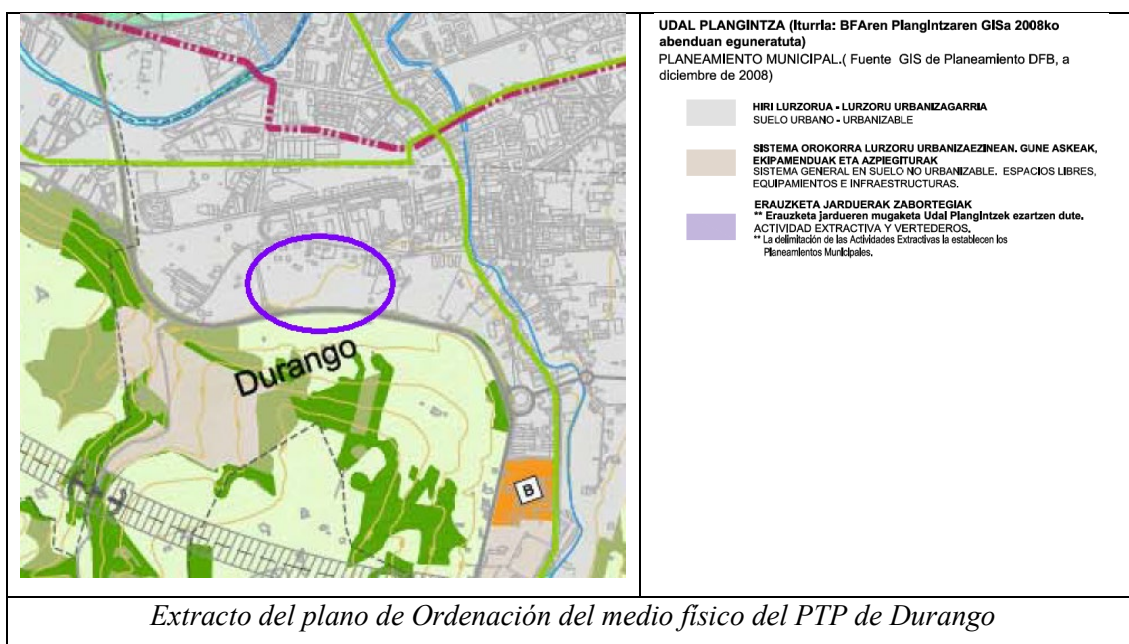 Durango
B
UDAL PLANGINTZA (Iturria: BFAren Plangintzaren GISa 2008ko
abenduan eguneratuta)
PLANEAMIENTO MUNICIPAL.( Fuente GIS de Planeamiento DFB, a
diciembre de 2008)
HIRI LURZORUA - LURZORU URBANIZAGARRIA
SUELO URBANO - URBANIZABLE
SISTEMA OROKORRA LURZORU URBANIZAEZINEAN. GUNE ASKEAK,
EKIPAMENDUAK ETA AZPIEGITURAK
SISTEMA GENERAL EN SUELO NO URBANIZABLE. ESPACIOS LIBRES,
EQUIPAMIENTOS E INFRAESTRUCTURAS.
ERAUZKETA JARDUERAK ZABORTEGIAK
** Erauzketa jardueren mugaketa Udal Plangintzek ezartzen dute.
ACTIVIDAD EXTRACTIVA Y VERTEDEROS.
** La delimitación de las Actividades Extractivas la establecen los
Planeamientos Municipales.
Extracto del plano de Ordenación del medio físico del PTP de Durango